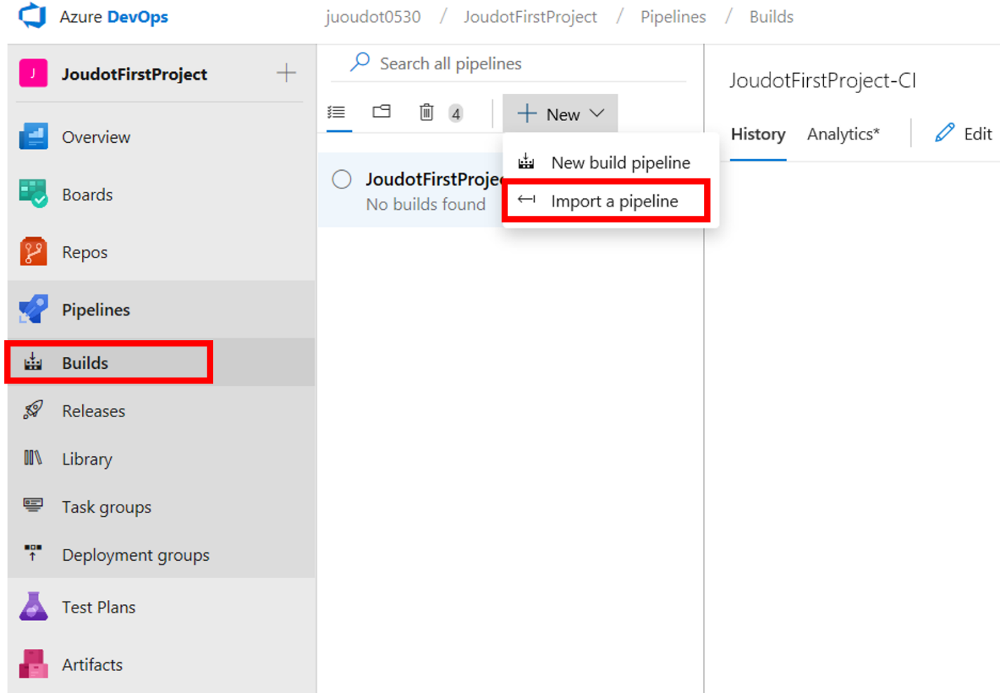 Azure DevOps
juoudot0530 / JoudotFirstProject / Pipelines / Builds
J
JoudotFirstProject
Overview
Boards
Repos
Pipelines
Builds
Releases
Library
Task groups
Deployment groups
Test Plans
Artifacts
Search all pipelines
4
New
New build pipeline
Import a pipeline
JoudotFirstProjec
No builds found
JoudotFirstProject-CI
History
Analytics*
Edit